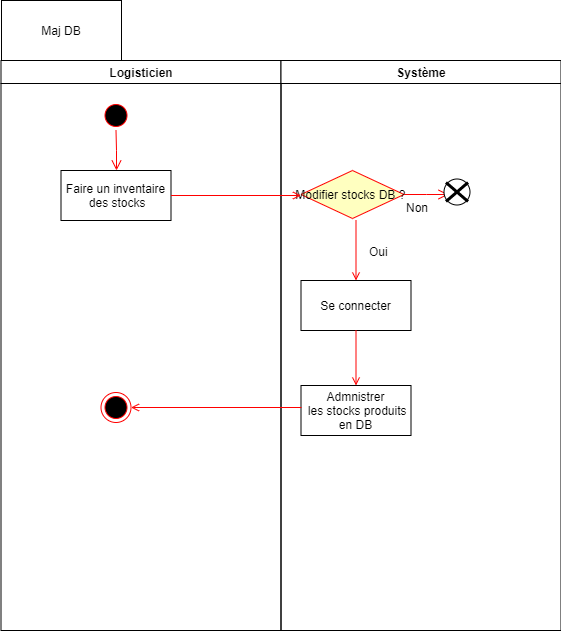 Maj DB
Logisticien
Système
Faire un inventaire
des stocks
Modifier stocks DB ?
Non
Oui
Se connecter
Admnistrer
les stocks produits
en DB